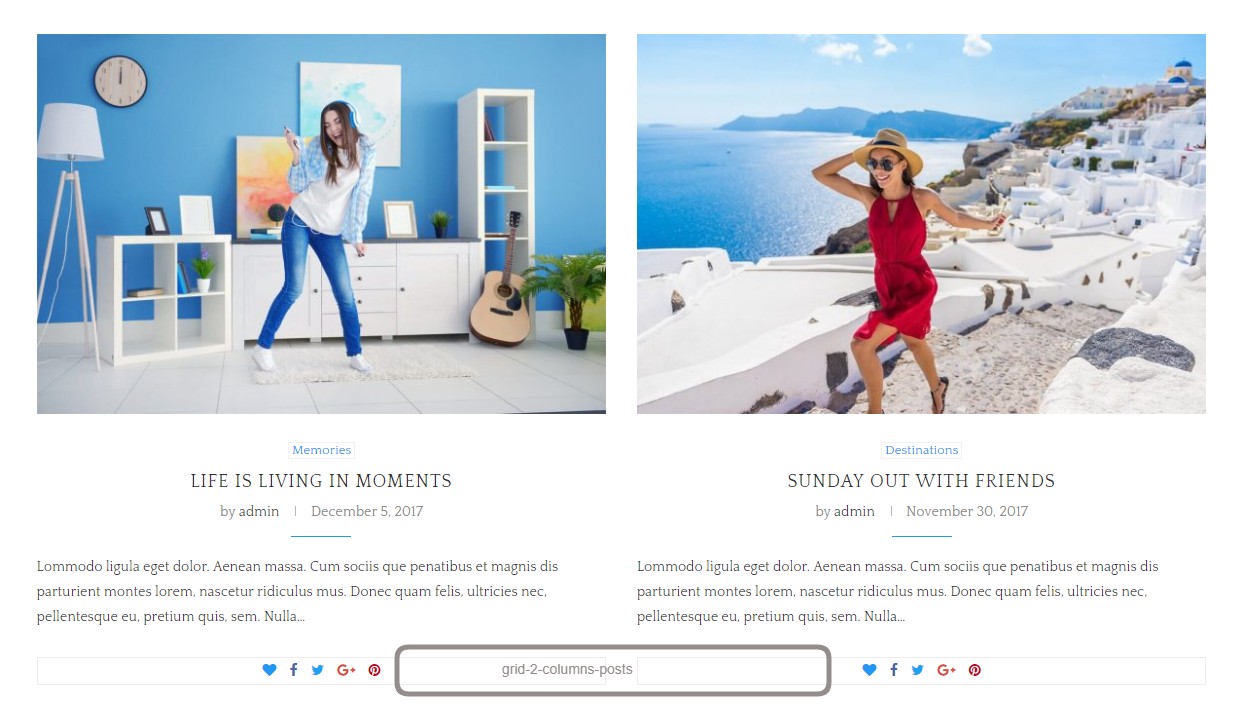 Memories
LIFE IS LIVING IN MOMENTS
by admin | December 5, 2017
Lommodo ligula eget dolor. Aenean massa. Cum sociis que penatibus et magnis dis
parturient montes lorem, nascetur ridiculus mus. Donec quam felis, ultricies nec,
pellentesque eu, pretium quis, sem. Nulla...
Destinations
SUNDAY OUT WITH FRIENDS
by admin | November 30, 2017
Lommodo ligula eget dolor. Aenean massa. Cum sociis que penatibus et magnis dis
parturient montes lorem, nascetur ridiculus mus. Donec quam felis, ultricies nec,
pellentesque eu, pretium quis, sem. Nulla...
grid-2-columns-posts